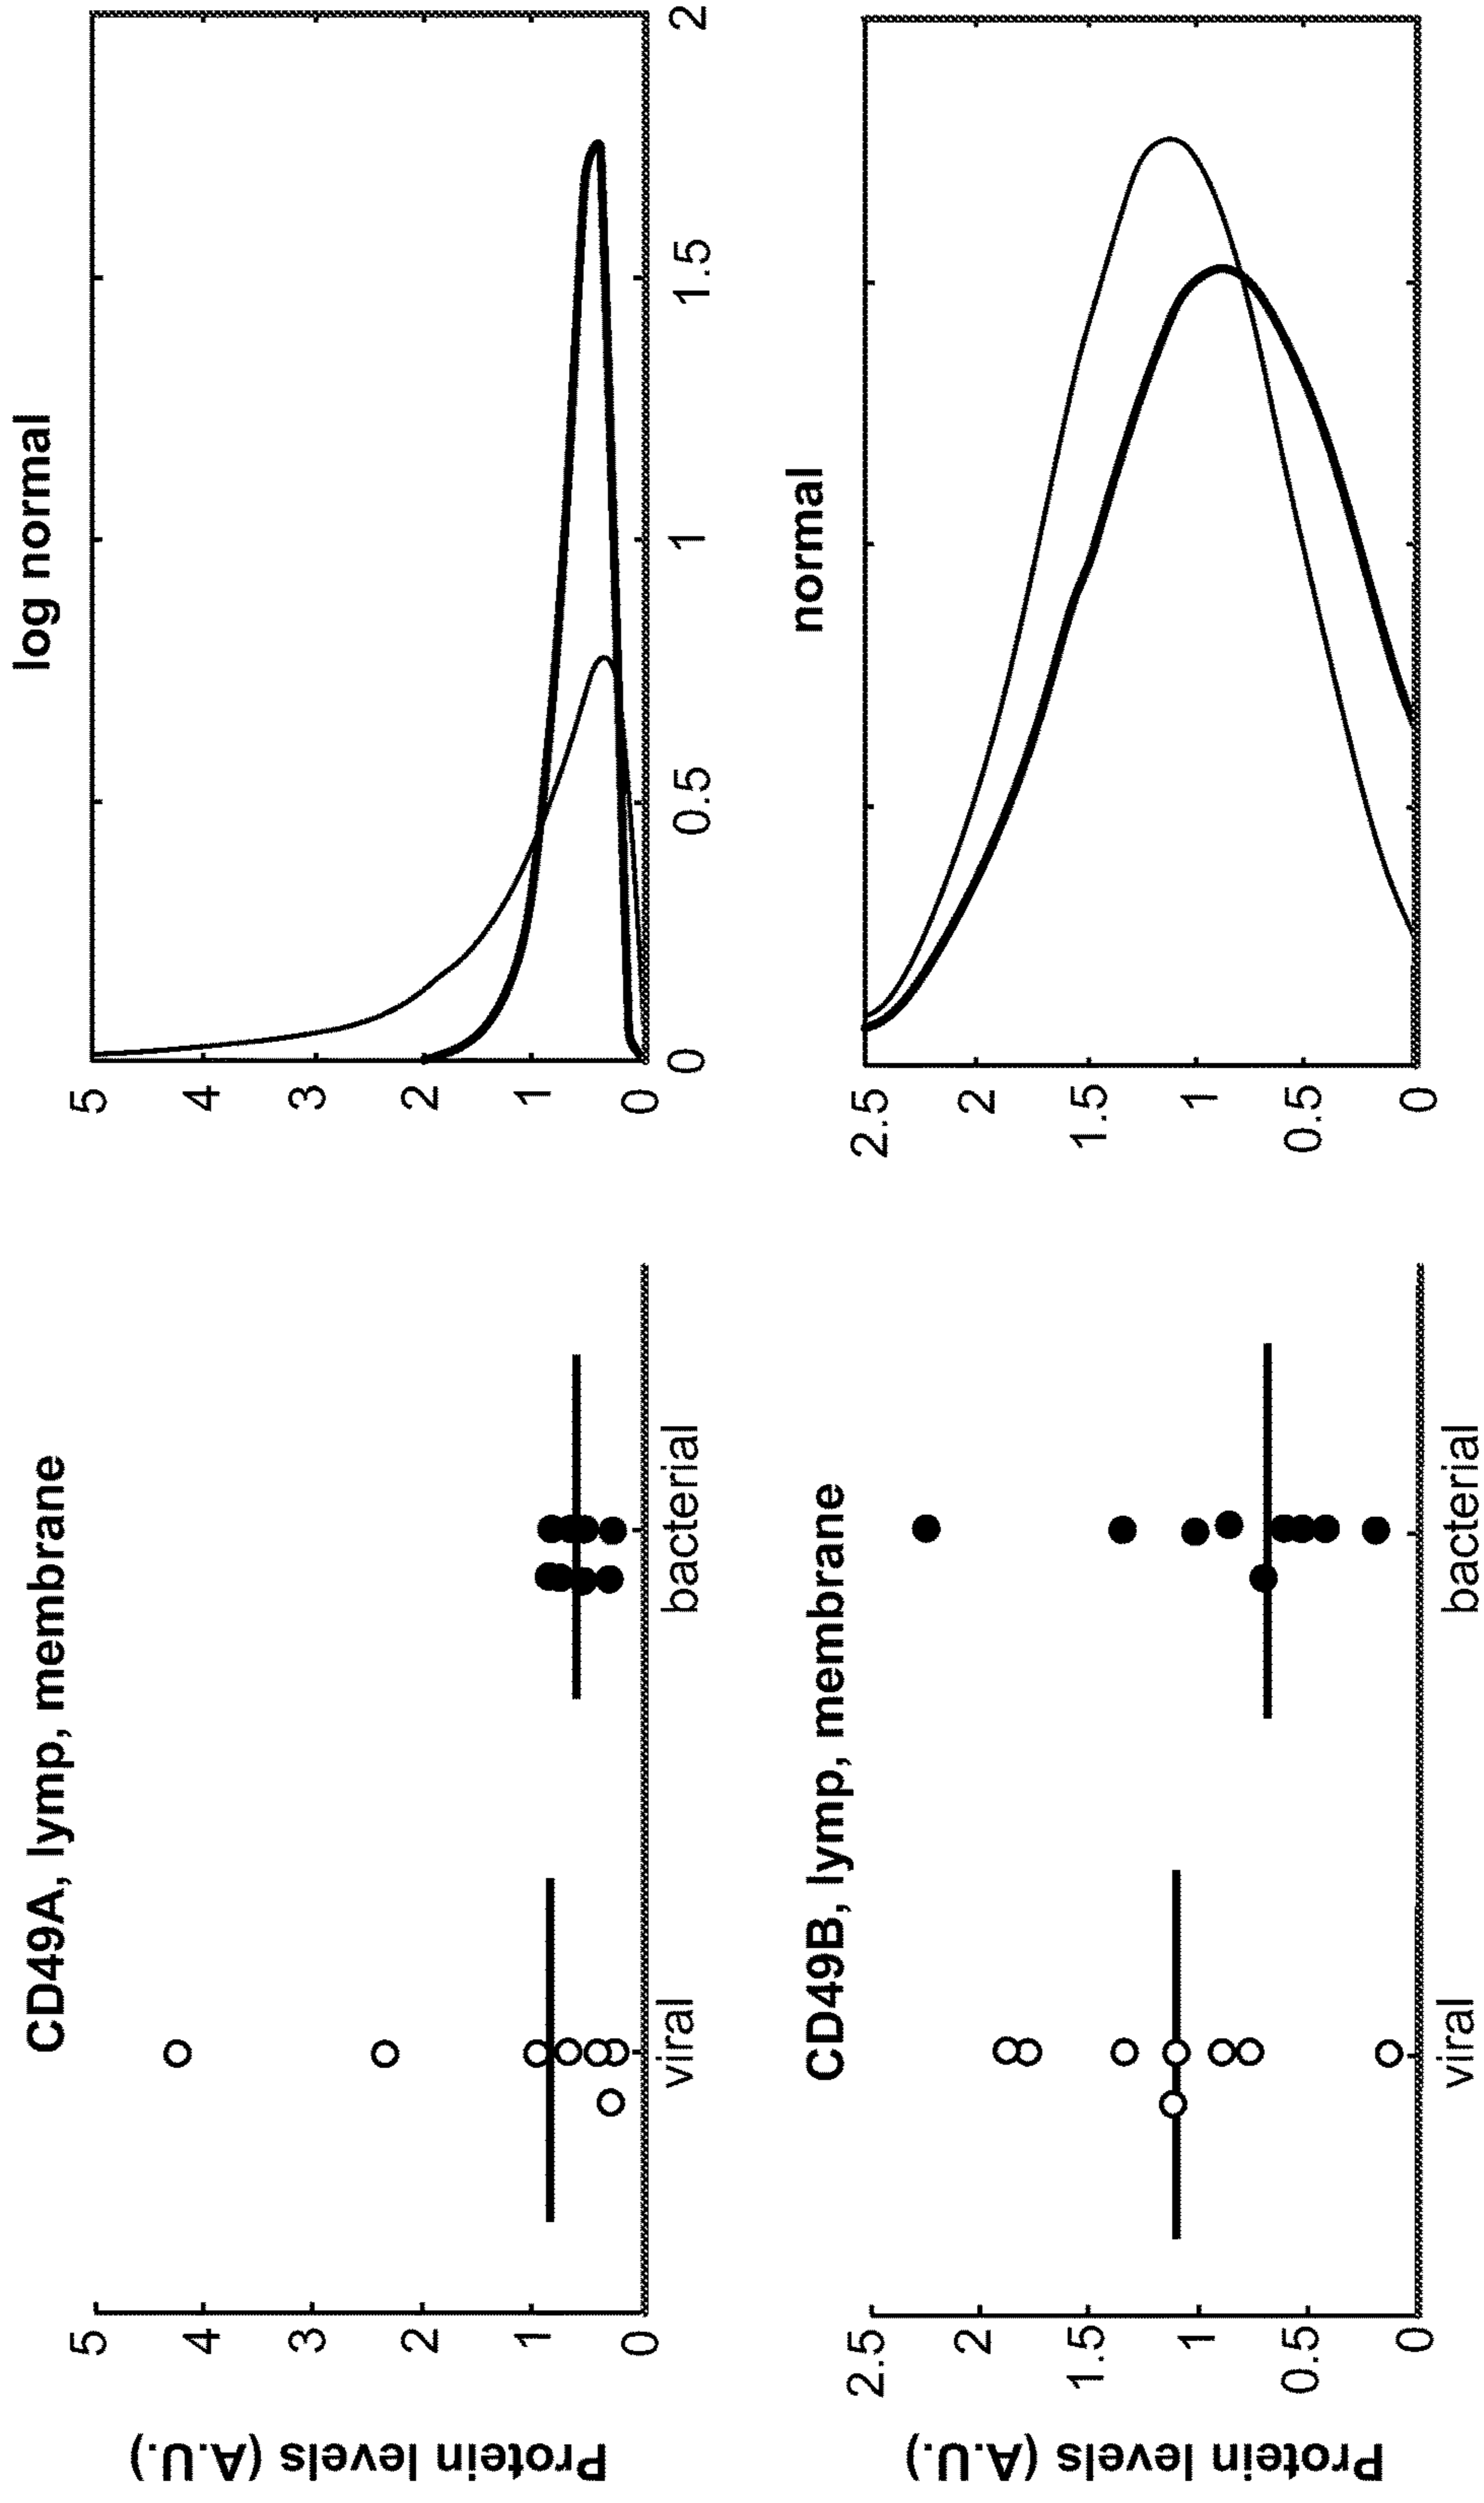 CD49A, lymp, membrane
log normal
Protein levels (A.U.)
5
4
3
2
1
0
viral
bacterial
5
4
3
2
1
0
0
0.5
1
1.5
2
CD49B, lymp, membrane
normal
Protein levels (A.U.)
2.5
2
1.5
1
0.5
0
viral
bacterial
2.5
2
1.5
1
0.5
0